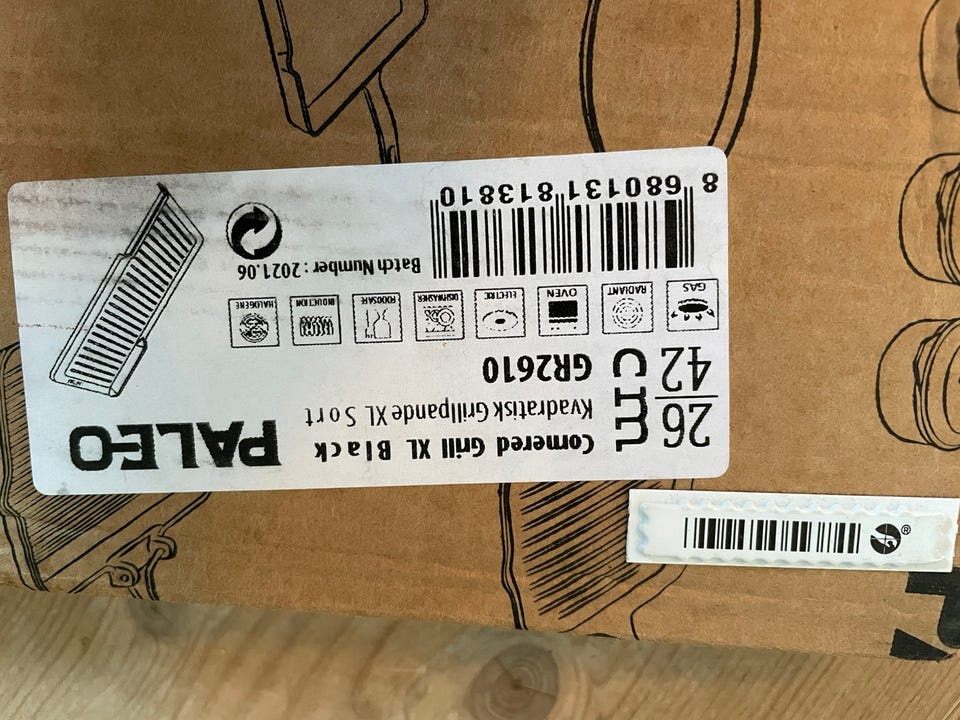 Cornered Grill XL Black
PALEO
Kvadratisk Grillpande XL Sort
26
42
cm
GR2610
GAS
RADIANT
OVEN
ELECTRIC
DISHWASHER
FOODSAFE
INDUCTION
HALOGENE
Batch Number : 2021.06
8 680131 813810
®